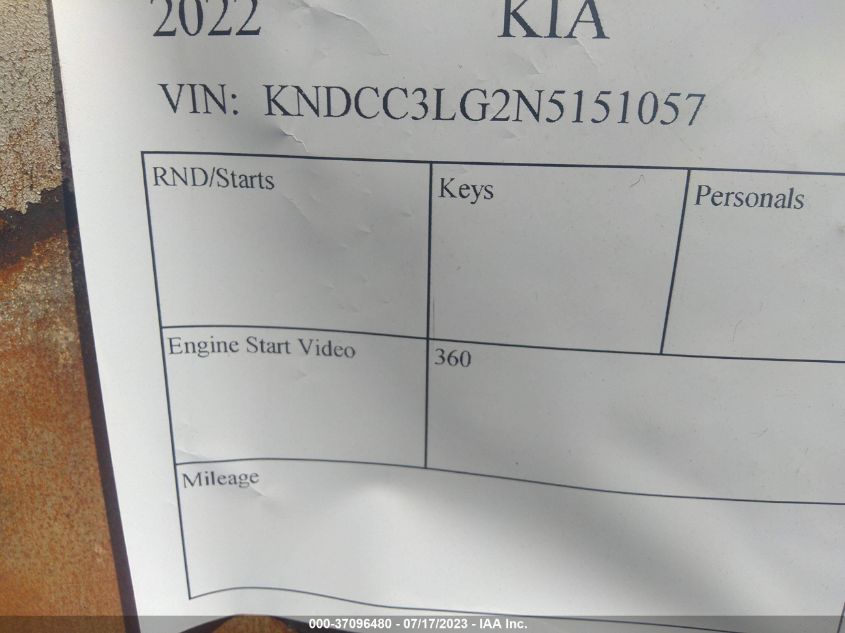 2022 KIA
VIN: KNDCC3LG2N5151057
RND/Starts Keys Personals
Engine Start Video 360
Mileage
000-37096480 - 07/17/2023 - IAA Inc.